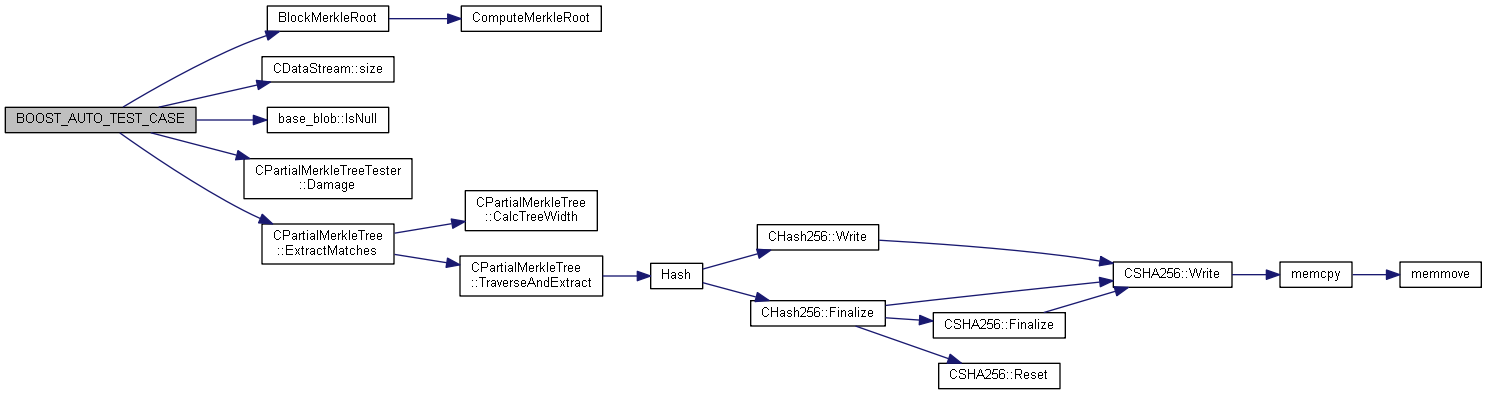 BOOST_AUTO_TEST_CASE
BlockMerkleRoot
ComputeMerkleRoot
CDataStream::size
base_blob::IsNull
CPartialMerkleTreeTester
::Damage
CPartialMerkleTree
::ExtractMatches
CPartialMerkleTree
::CalcTreeWidth
CPartialMerkleTree
::TraverseAndExtract
Hash
CHash256::Write
CHash256::Finalize
CSHA256::Write
CSHA256::Finalize
CSHA256::Reset
memcpy
memmove